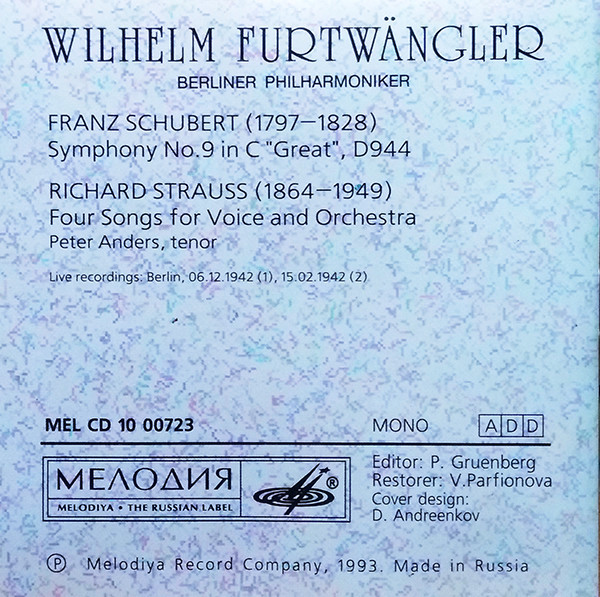 WILHELM FURTWÄNGLER
BERLINER PHILHARMONIKER
FRANZ SCHUBERT (1797–1828)
Symphony No.9 in C "Great", D944
RICHARD STRAUSS (1864–1949)
Four Songs for Voice and Orchestra
Peter Anders, tenor
Live recordings: Berlin, 06.12.1942 (1), 15.02.1942 (2)
MEL CD 10 00723 MONO ADD
МЕЛОДИЯ ®
MELODIYA • THE RUSSIAN LABEL
Editor: P. Gruenberg
Restorer: V.Parfionova
Cover design:
D. Andreenkov
Ⓟ Melodiya Record Company, 1993. Made in Russia